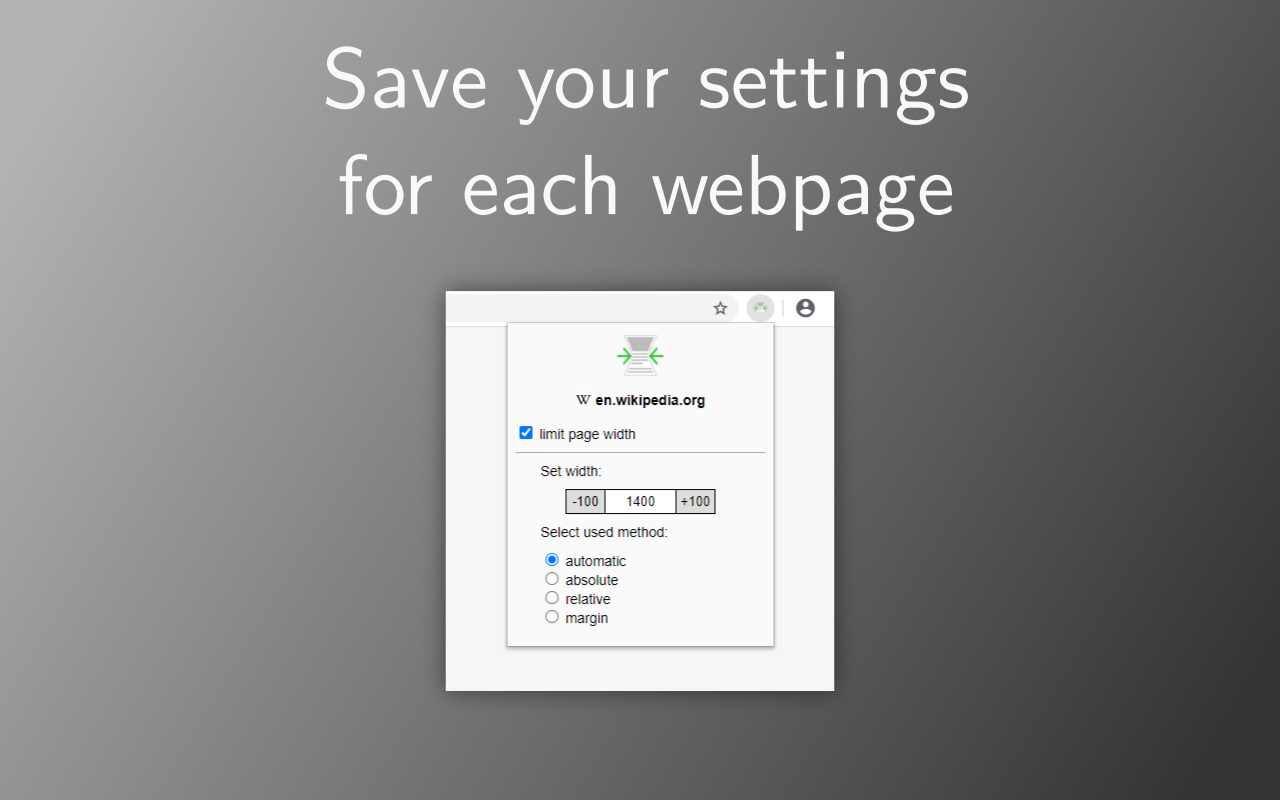 Save your settings
for each webpage
W en.wikipedia.org
limit page width
Set width:
-100 1400 +100
Select used method:
automatic
absolute
relative
margin